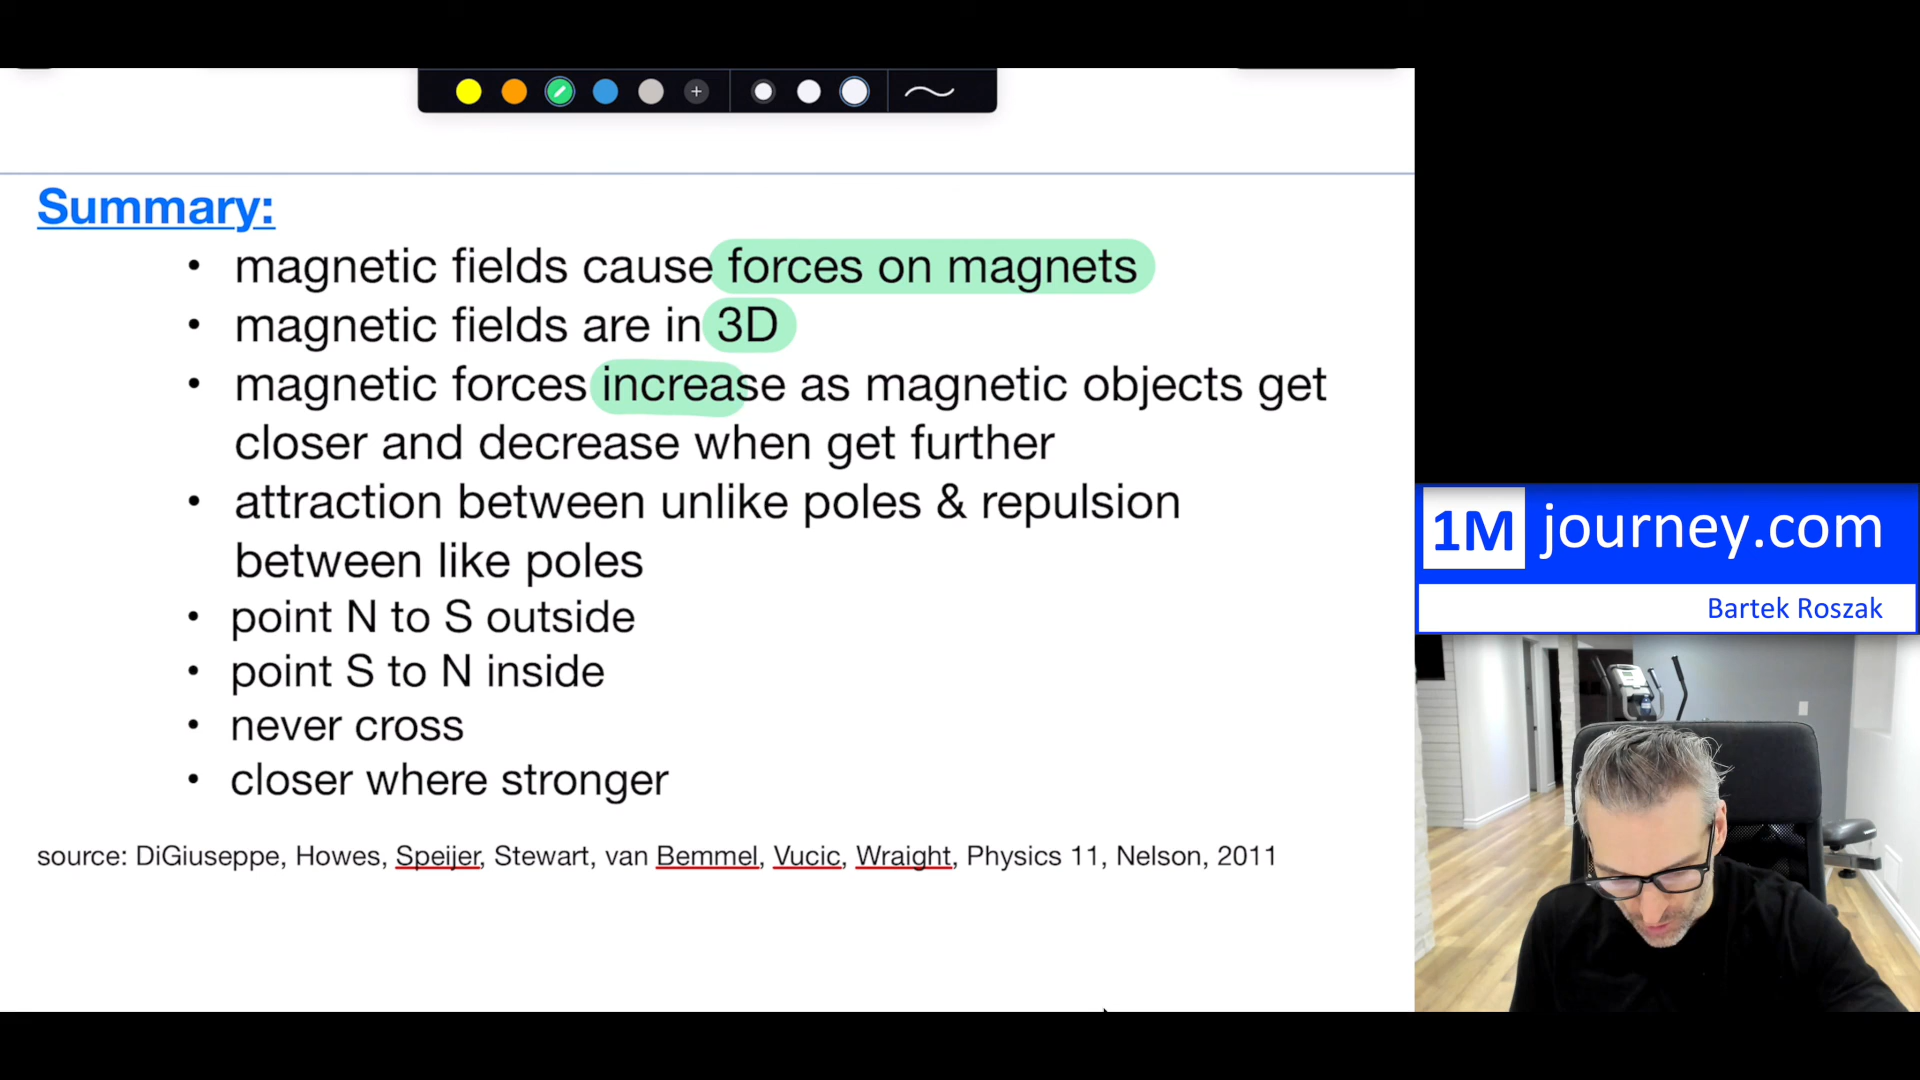 Summary:
• magnetic fields cause forces on magnets
• magnetic fields are in 3D
• magnetic forces increase as magnetic objects get
closer and decrease when get further
• attraction between unlike poles & repulsion
between like poles
• point N to S outside
• point S to N inside
• never cross
• closer where stronger
source: DiGiuseppe, Howes, Speijer, Stewart, van Bemmel, Vucic, Wraight, Physics 11, Nelson, 2011
1M journey.com
Bartek Roszak